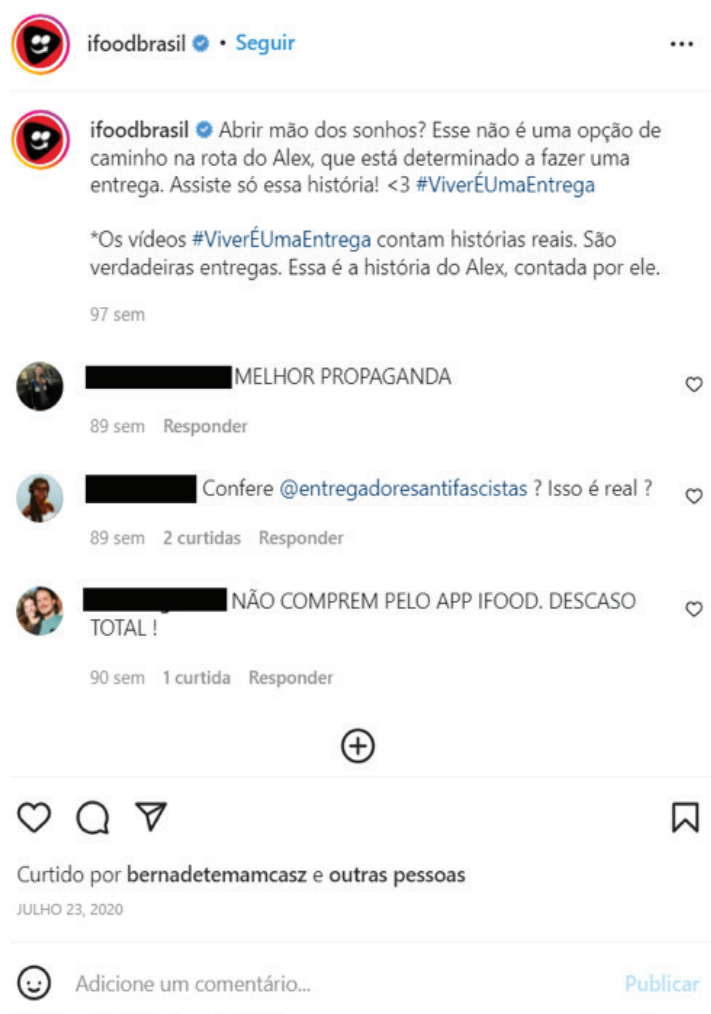 ifoodbrasil • Seguir
ifoodbrasil Abrir mão dos sonhos? Esse não é uma opção de
caminho na rota do Alex, que está determinado a fazer uma
entrega. Assiste só essa história! <3 #ViverÉUmaEntrega
*Os vídeos #ViverÉUmaEntrega contam histórias reais. São
verdadeiras entregas. Essa é a história do Alex, contada por ele.
97 sem
MELHOR PROPAGANDA
89 sem Responder
Confere @entregadoresantifascistas ? Isso é real ?
89 sem 2 curtidas Responder
NÃO COMPREM PELO APP IFOOD. DESCASO
TOTAL !
90 sem 1 curtida Responder
Curtido por bernadetemamcasz e outras pessoas
JULHO 23, 2020
Adicione um comentário... Publicar